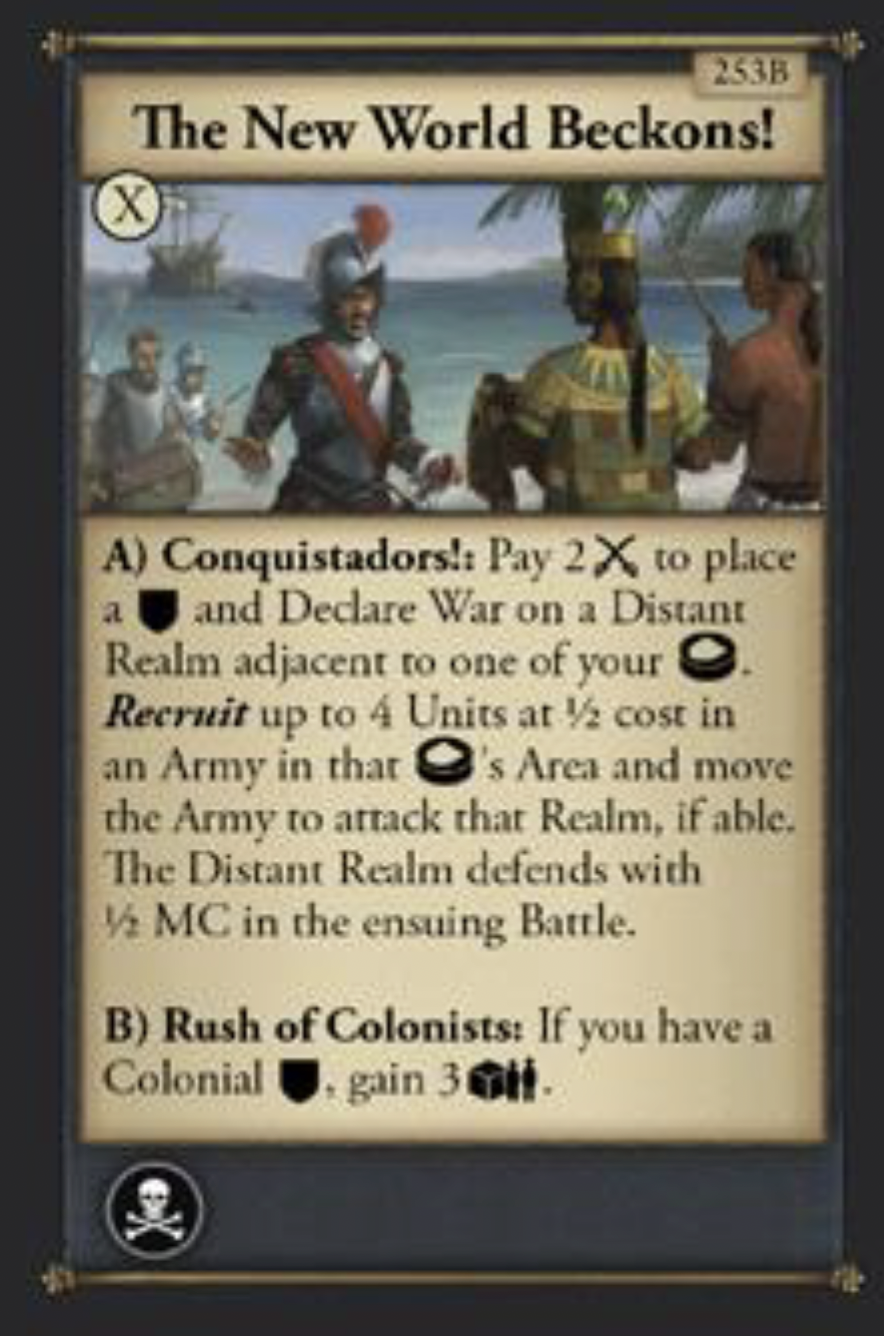 253B
The New World Beckons!
X
A) Conquistadors!: Pay 2 to place
a and Declare War on a Distant
Realm adjacent to one of your .
Recruit up to 4 Units at ½ cost in
an Army in that 's Area and move
the Army to attack that Realm, if able.
The Distant Realm defends with
½ MC in the ensuing Battle.
B) Rush of Colonists: If you have a
Colonial , gain 3 .